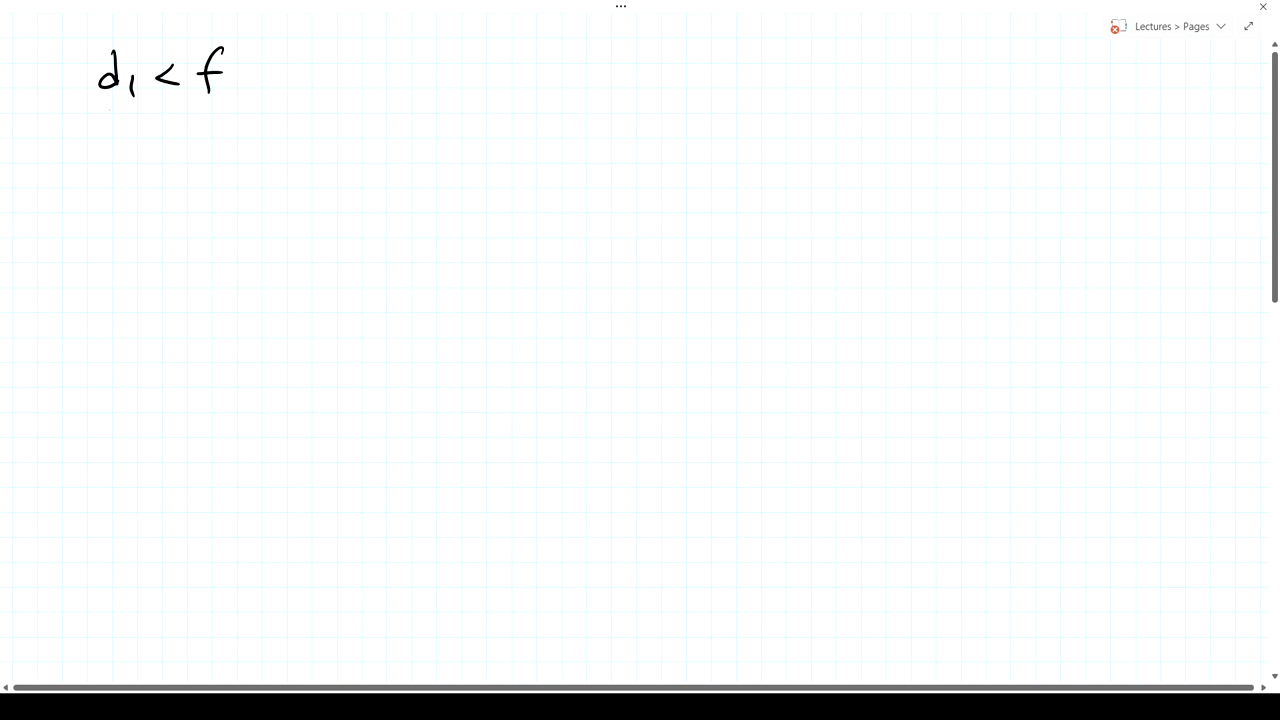 Lectures > Pages
d₁ < f